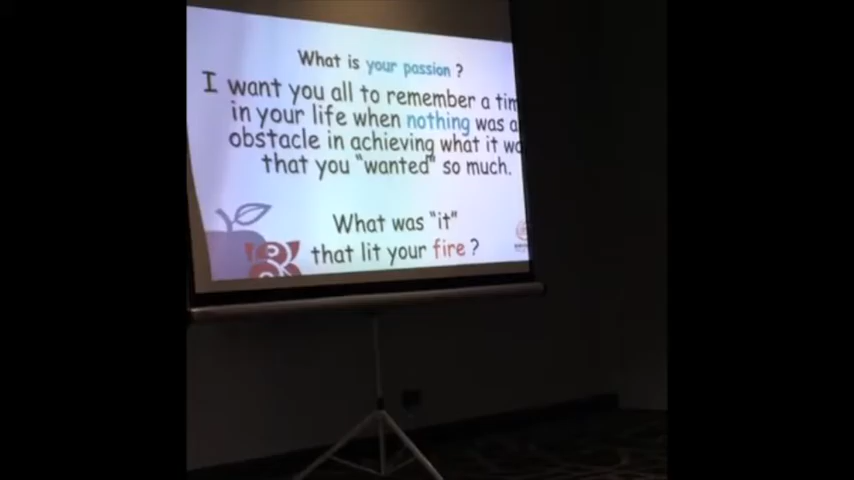 What is your passion ?
I want you all to remember a tim
in your life when nothing was a
obstacle in achieving what it wa
that you "wanted" so much.
What was "it"
that lit your fire ?